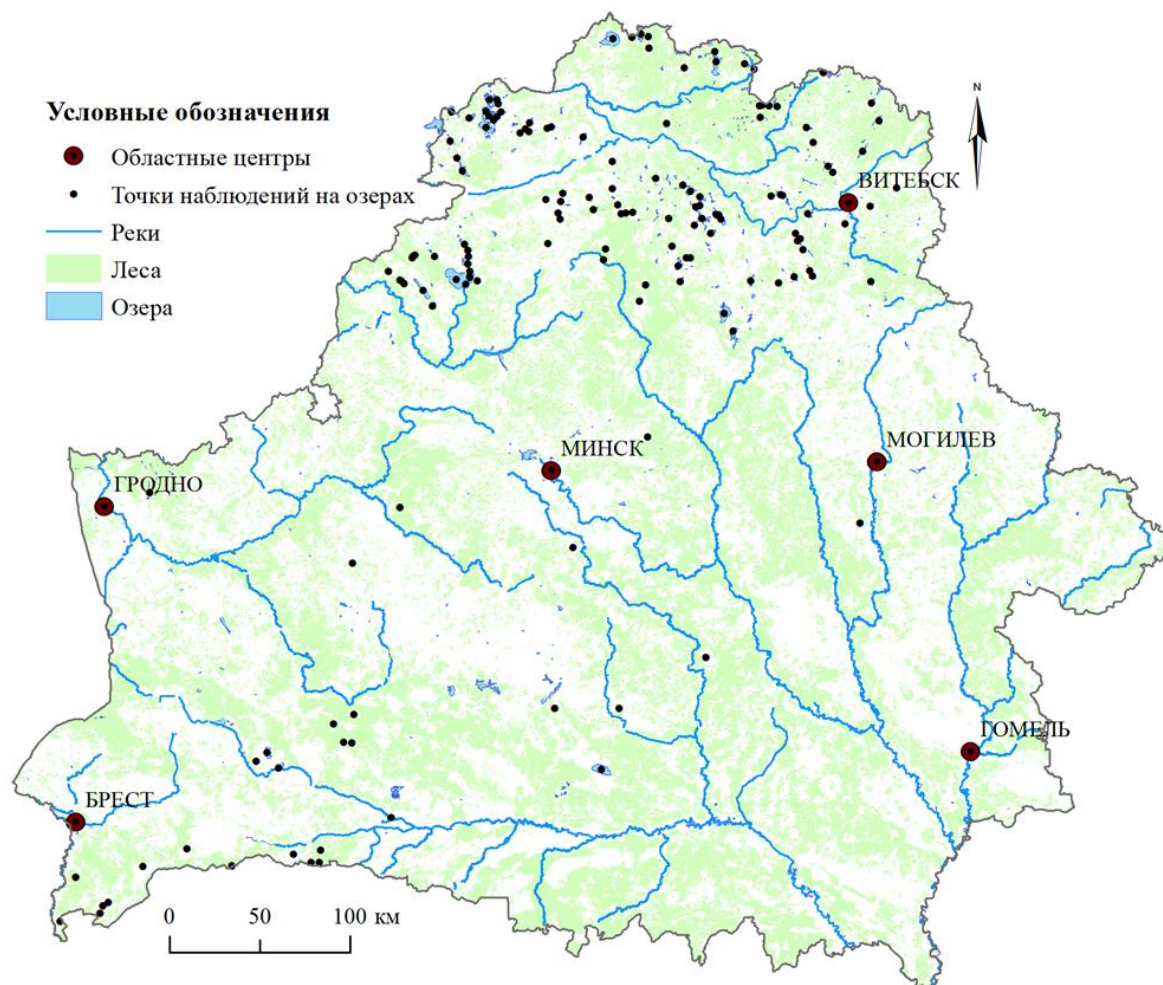 Условные обозначения
Областные центры
Точки наблюдений на озерах
Реки
Леса
Озера
N
ВИТЕБСК
МИНСК
МОГИЛЕВ
ГРОДНО
ГОМЕЛЬ
БРЕСТ
0 50 100 км